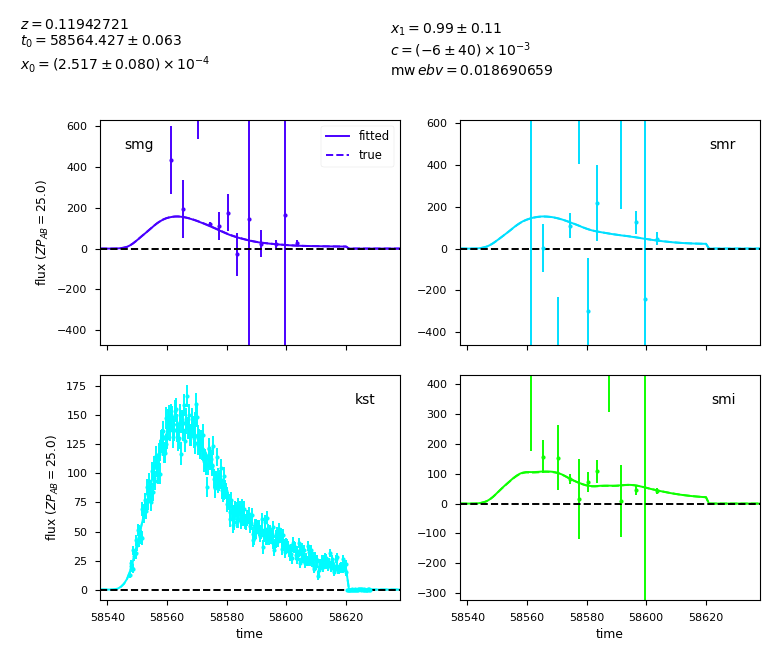 z = 0.11942721
t₀ = 58564.427 ± 0.063
x₀ = (2.517 ± 0.080) × 10⁻⁴
x₁ = 0.99 ± 0.11
c = (−6 ± 40) × 10⁻³
mw ebv = 0.018690659
600
400
200
0
−200
−400
flux (ZP_AB = 25.0)
smg
fitted
true
600
400
200
0
−200
−400
smr
175
150
125
100
75
50
25
0
flux (ZP_AB = 25.0)
kst
58540 58560 58580 58600 58620
time
400
300
200
100
0
−100
−200
−300
smi
58540 58560 58580 58600 58620
time